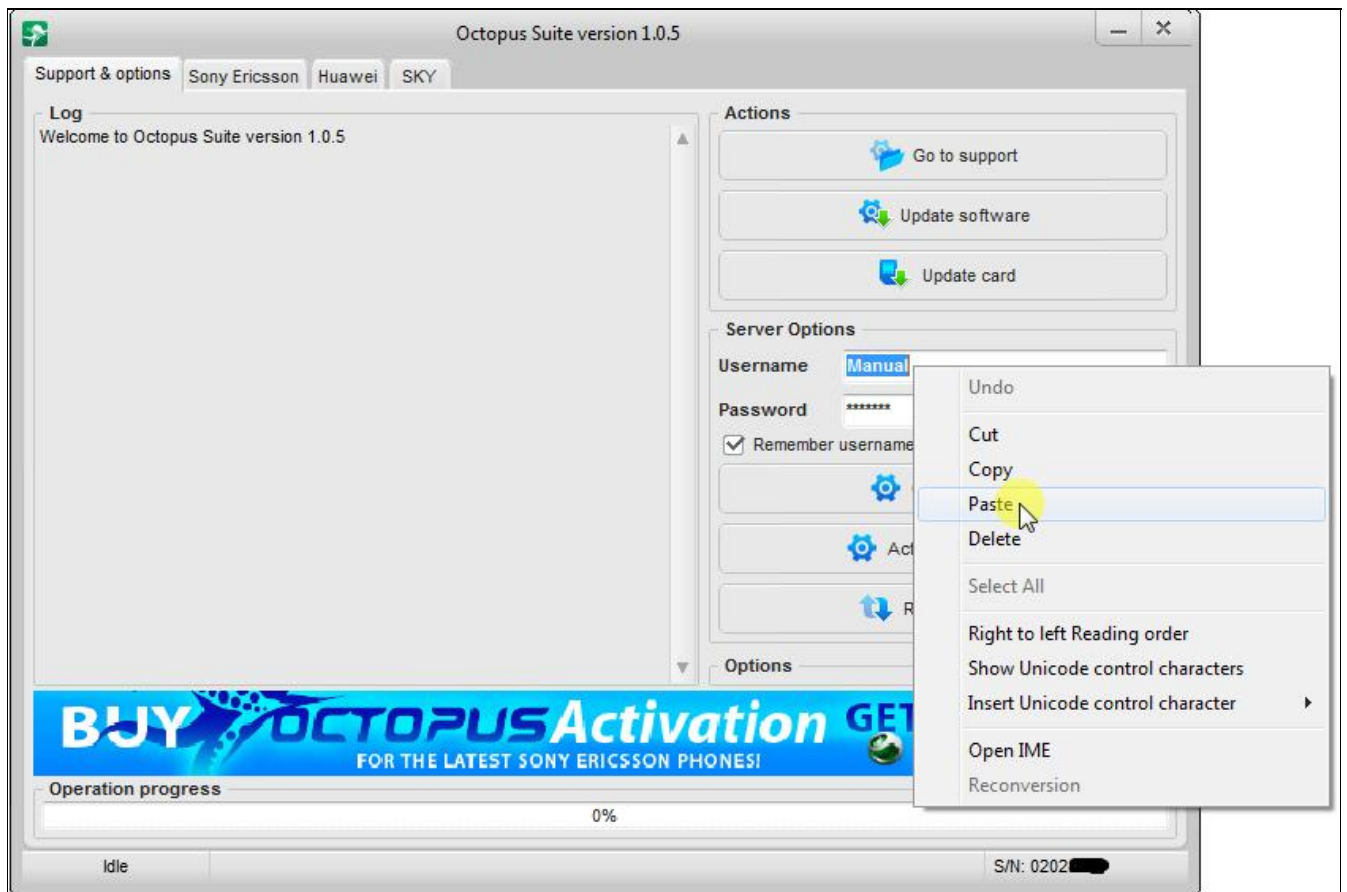 Octopus Suite version 1.0.5
Support & options Sony Ericsson Huawei SKY
Log
Welcome to Octopus Suite version 1.0.5
Actions
Go to support
Update software
Update card
Server Options
Username Manual
Password *******
Remember username
Undo
Cut
Copy
Paste
Delete
Select All
Right to left Reading order
Show Unicode control characters
Insert Unicode control character
Open IME
Reconversion
Options
BUY OCTOPUS Activation GET
FOR THE LATEST SONY ERICSSON PHONES!
Operation progress
0%
Idle
S/N: 0202